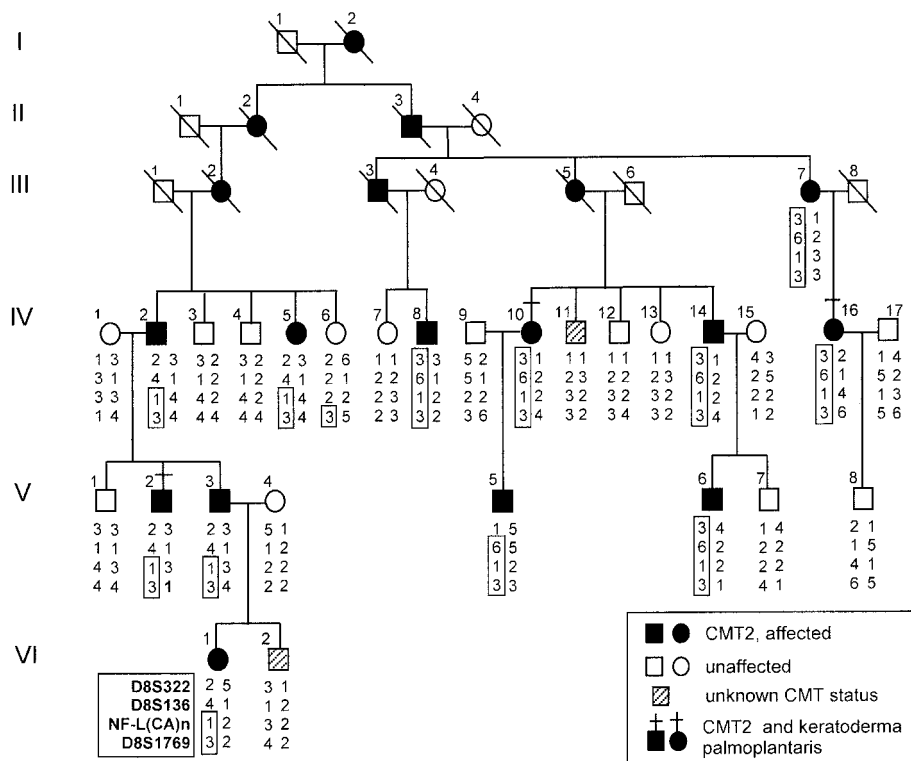 I 1 2
II 1 2 3 4
III 1 2 3 4 5 6 7 8
3 1
6 2
1 3
3 3
IV 1 2 3 4 5 6 7 8 9 10 11 12 13 14 15 16 17
1 3 2 3 3 2 3 2 2 3 2 6 1 1 3 3 5 2 3 1 1 1 1 1 1 1 3 1 4 3 3 2 1 4
3 1 4 1 1 2 1 2 4 1 2 1 2 2 6 1 5 1 6 2 2 3 2 2 2 3 6 2 2 5 6 1 5 2
3 3 1 4 4 2 4 2 1 4 2 2 2 3 1 2 2 2 1 2 3 2 3 2 3 2 1 2 2 2 1 4 1 3
1 4 3 4 4 4 4 4 3 4 3 5 3 2 3 2 3 6 3 4 3 2 3 4 3 2 3 4 1 2 3 6 5 6
V 1 2 3 4 5 6 7 8
3 3 2 3 2 3 5 1 1 5 3 4 1 4 2 1
1 1 4 1 4 1 1 2 6 5 6 2 2 2 1 5
4 3 1 3 1 3 2 2 1 2 1 2 2 2 4 1
4 4 3 1 3 4 2 2 3 3 3 1 4 1 6 5
VI 1 2
D8S322 2 5 3 1
D8S136 4 1 1 2
NF-L(CA)n 1 2 3 2
D8S1769 3 2 4 2
CMT2, affected
unaffected
unknown CMT status
CMT2 and keratoderma
palmoplantaris